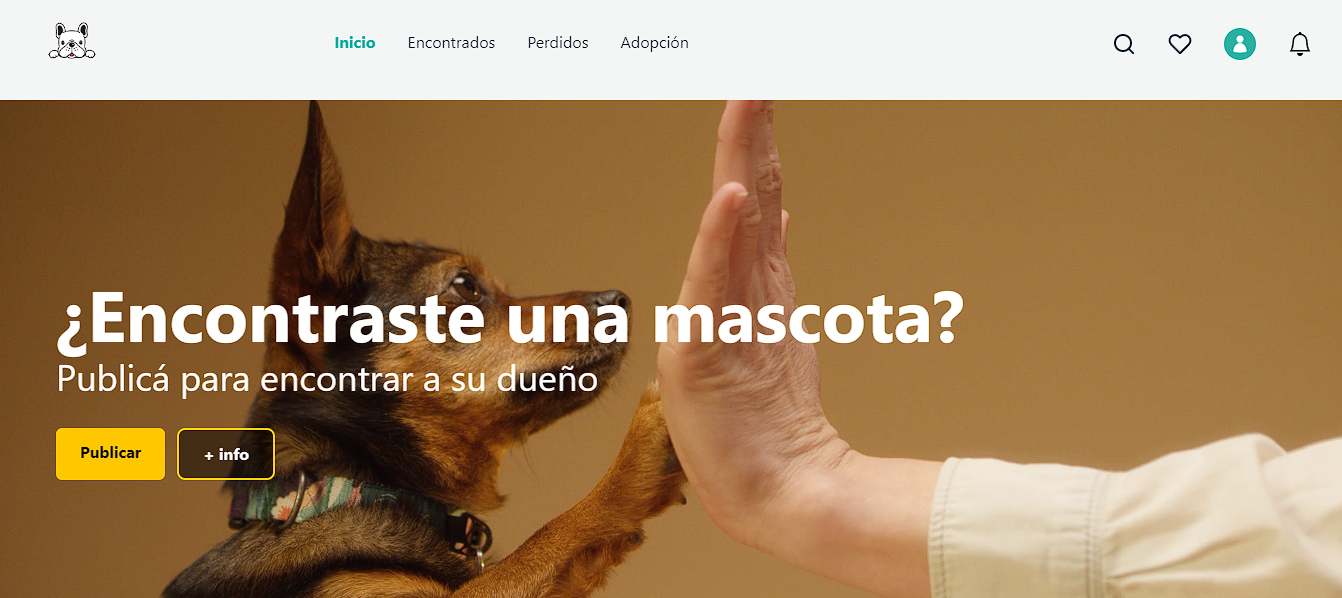 Inicio Encontrados Perdidos Adopción
¿Encontraste una mascota?
Publicá para encontrar a su dueño
Publicar + info